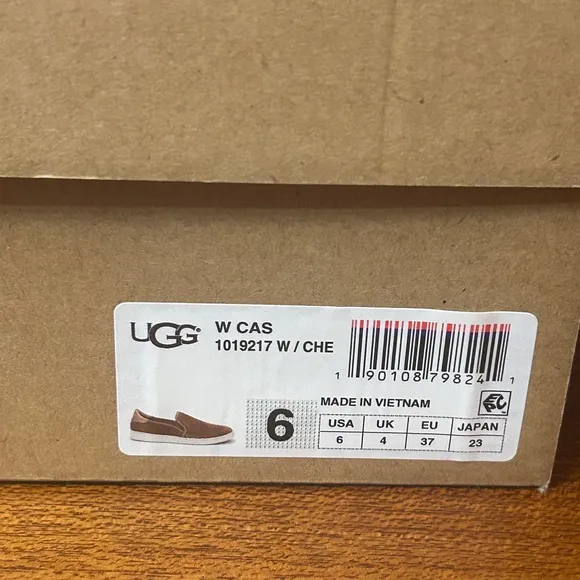 UGG
W CAS
1019217 W / CHE
1 90108 79824 1
6
MADE IN VIETNAM
USA UK EU JAPAN
6 4 37 23